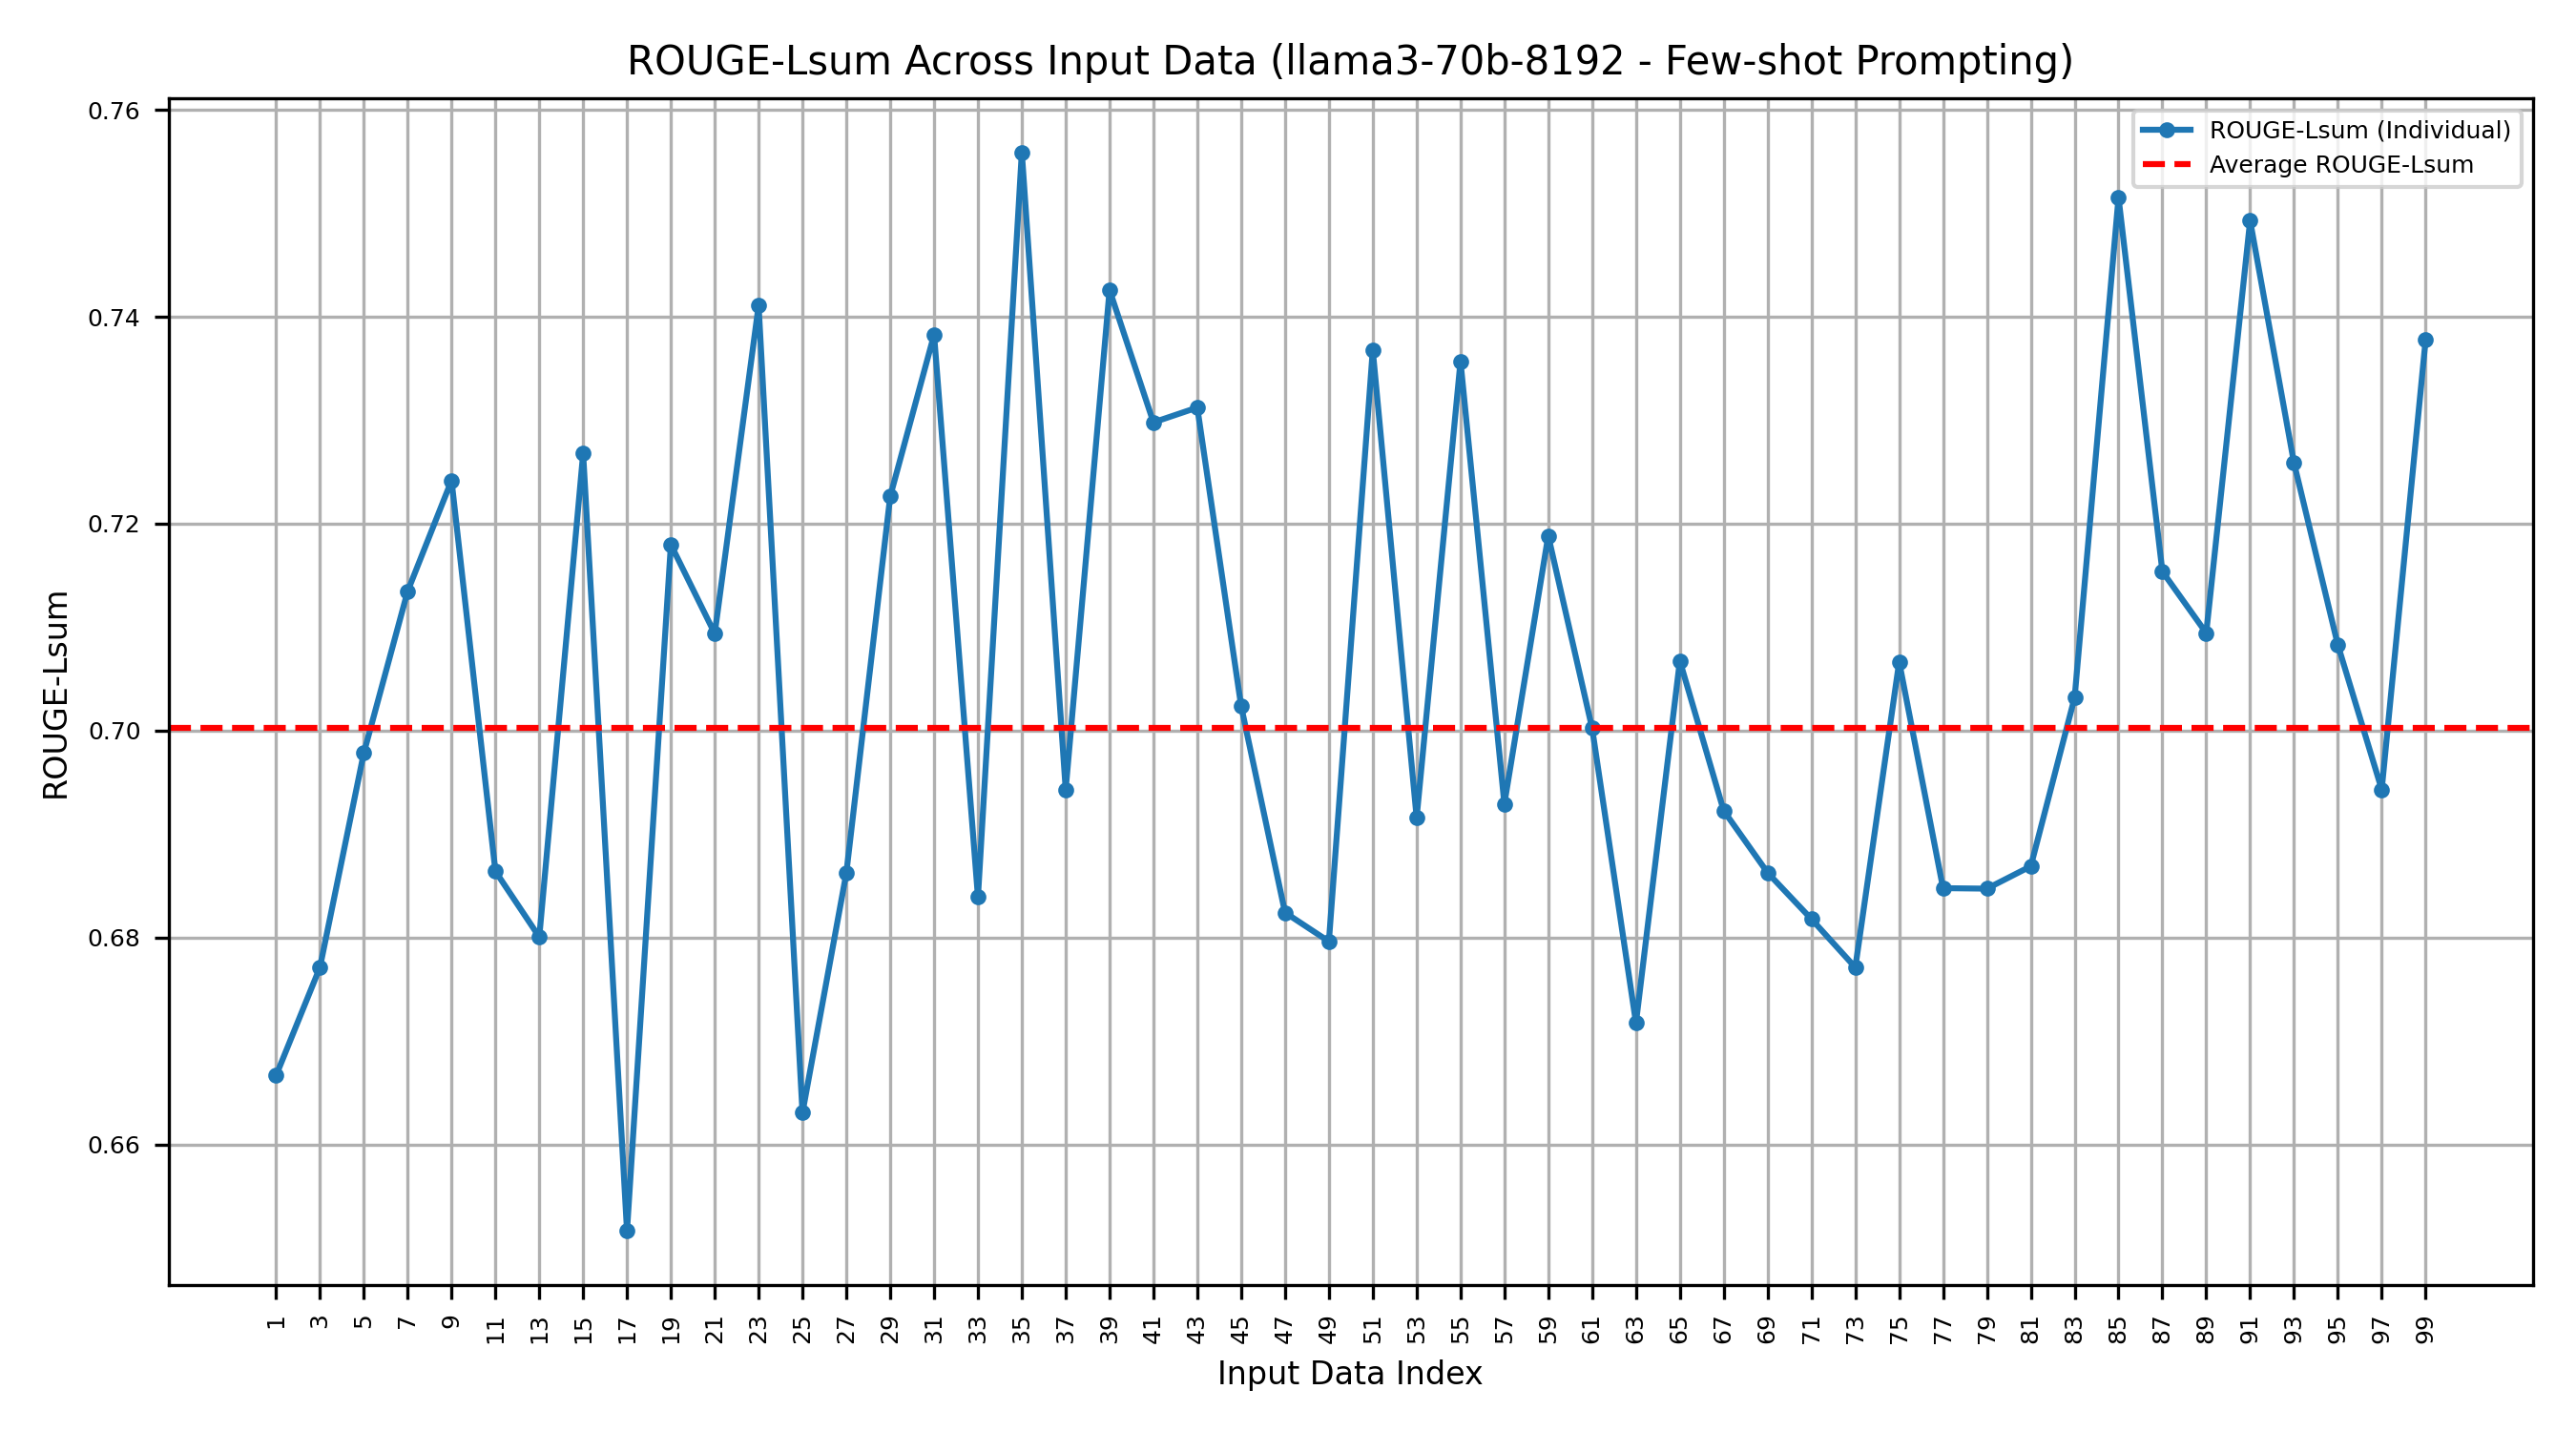 ROUGE-Lsum Across Input Data (llama3-70b-8192 - Few-shot Prompting)
ROUGE-Lsum (Individual)
Average ROUGE-Lsum
0.76
0.74
0.72
0.70
0.68
0.66
ROUGE-Lsum
1 3 5 7 9 11 13 15 17 19 21 23 25 27 29 31 33 35 37 39 41 43 45 47 49 51 53 55 57 59 61 63 65 67 69 71 73 75 77 79 81 83 85 87 89 91 93 95 97 99
Input Data Index